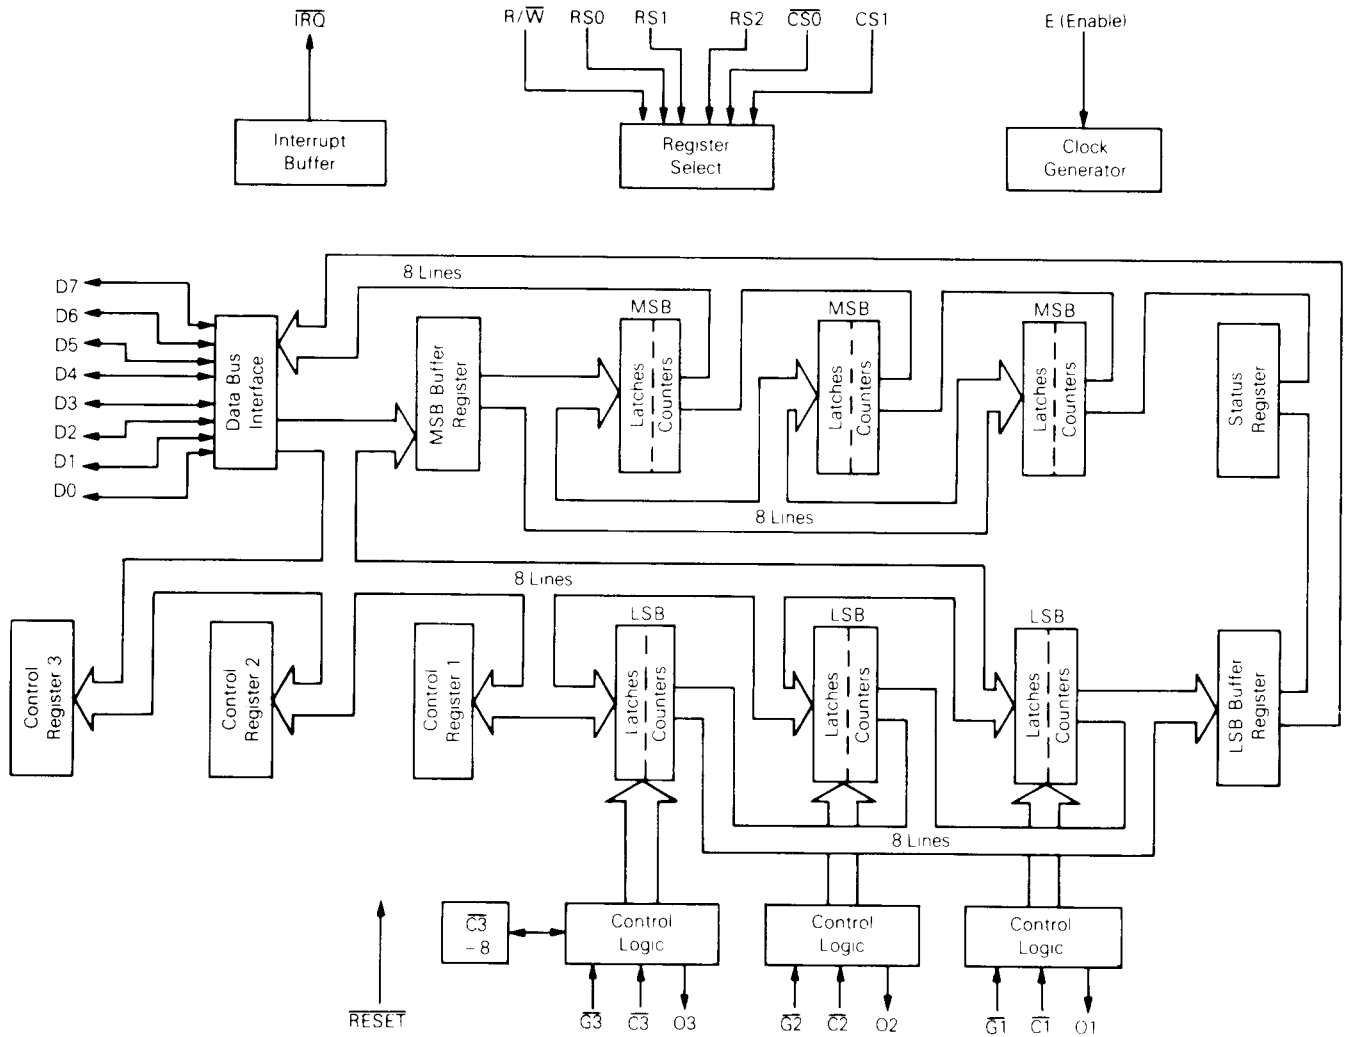 IRQ
R/W RS0 RS1 RS2 CS0 CS1
E (Enable)
Interrupt
Buffer
Register
Select
Clock
Generator
8 Lines
D7
D6
D5
D4
D3
D2
D1
D0
Data Bus
Interface
MSB Buffer
Register
MSB
Latches
Counters
MSB
Latches
Counters
MSB
Latches
Counters
Status
Register
8 Lines
8 Lines
Control
Register 3
Control
Register 2
Control
Register 1
LSB
Latches
Counters
LSB
Latches
Counters
LSB
Latches
Counters
LSB Buffer
Register
8 Lines
C3
-8
Control
Logic
Control
Logic
Control
Logic
RESET
G3 C3 O3
G2 C2 O2
G1 C1 O1